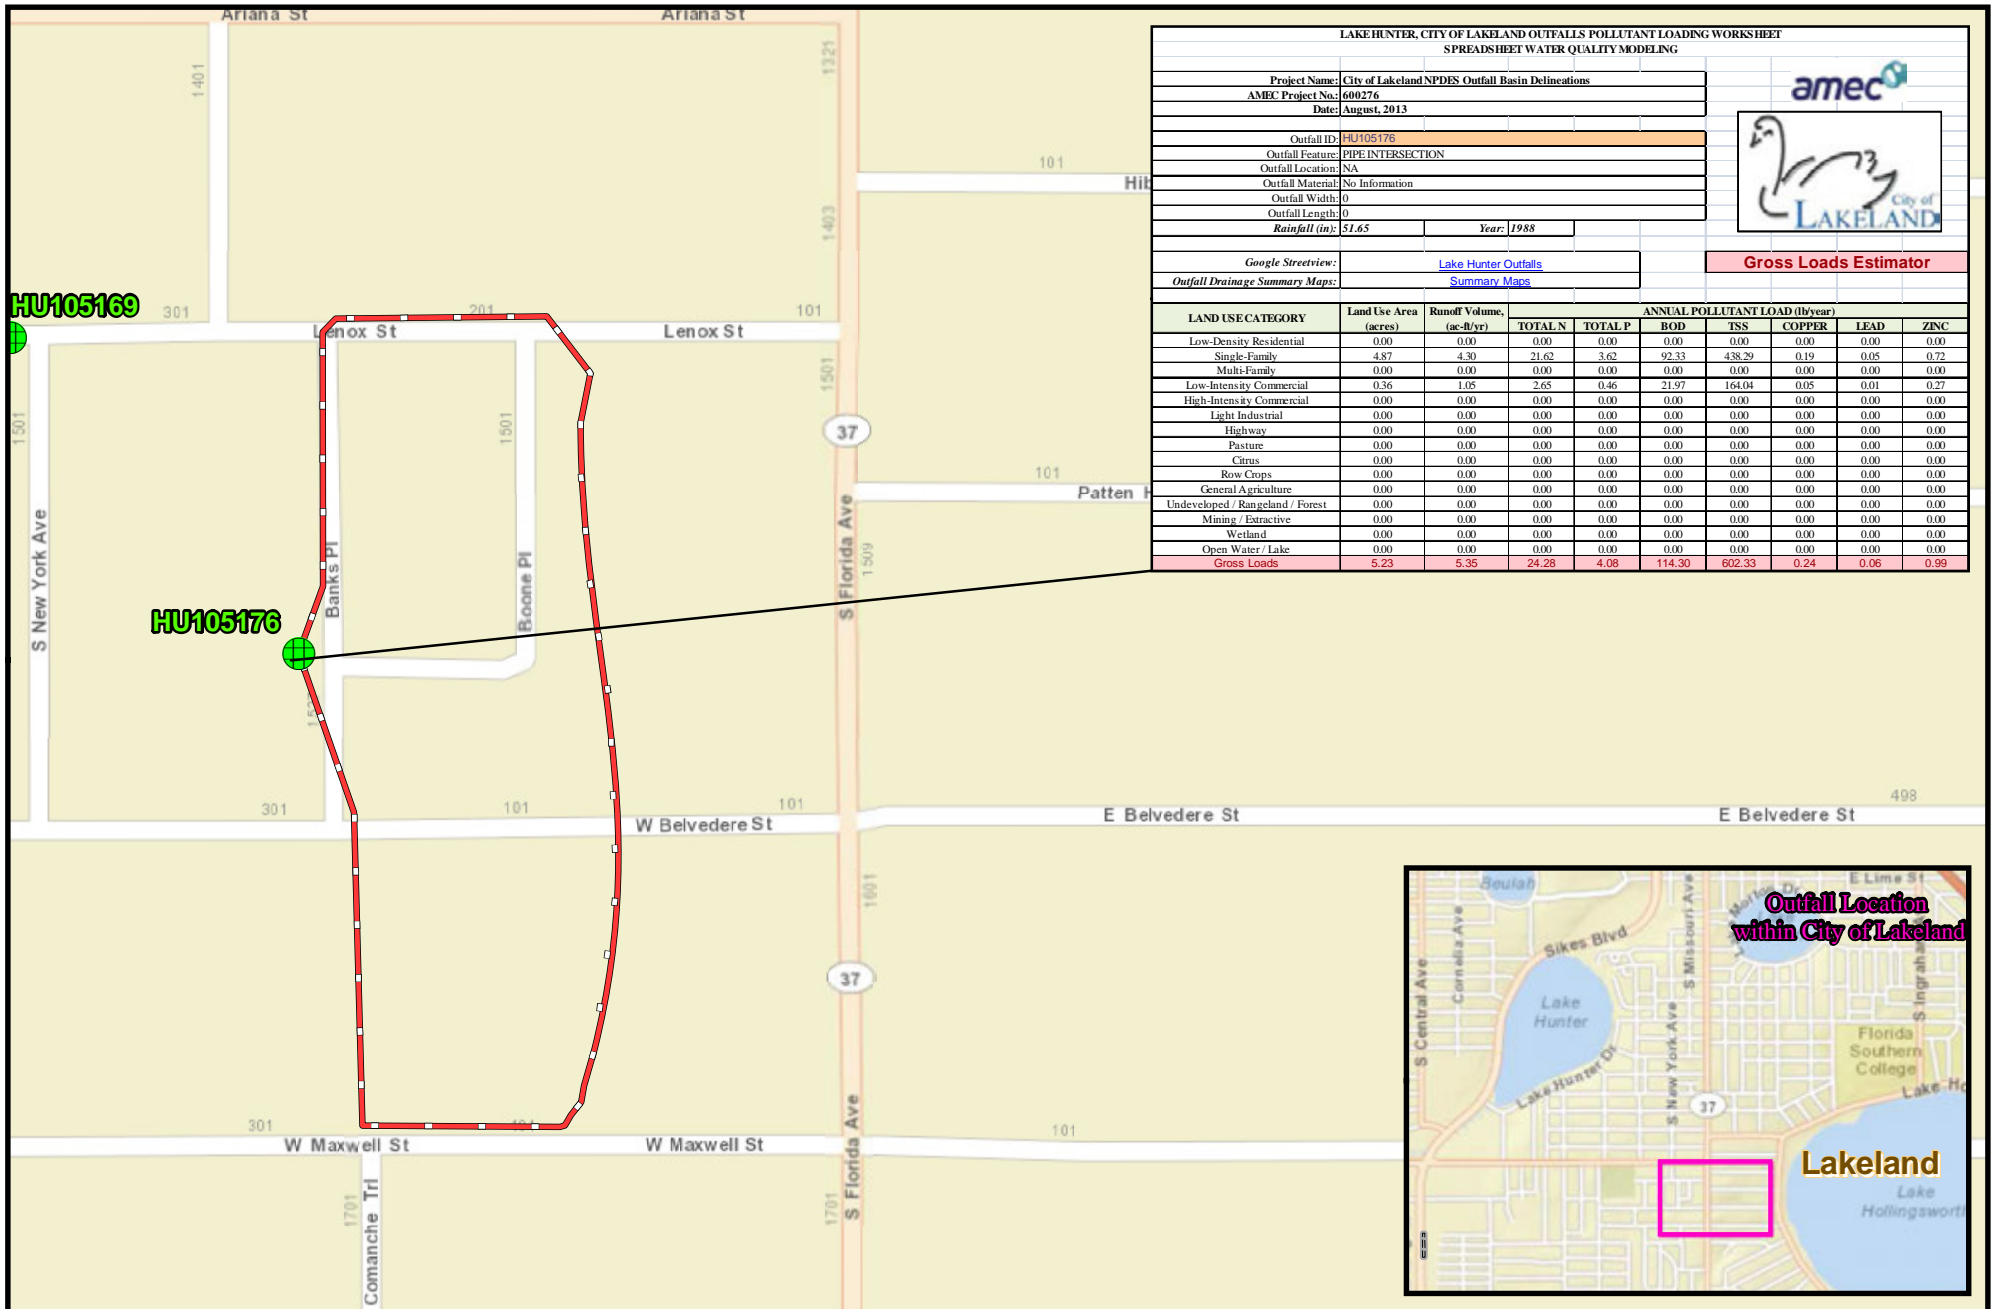 Ariana St
Ariana St
1401
1321
1403
101
Hib
HU105169
301
201
101
Lenox St
Lenox St
1501
1501
1501
37
101
Patten H
S New York Ave
Banks Pl
Boone Pl
S Florida Ave
1509
HU105176
301
101
101
W Belvedere St
E Belvedere St
E Belvedere St
498
1601
37
301
W Maxwell St
W Maxwell St
101
S Florida Ave
1701
1701
Comanche Trl
LAKE HUNTER, CITY OF LAKELAND OUTFALLS POLLUTANT LOADING WORKSHEET
SPREADSHEET WATER QUALITY MODELING
Project Name: City of Lakeland NPDES Outfall Basin Delineations
AMEC Project No.: 600276
Date: August, 2013
amec
City of
LAKELAND
Outfall ID: HU105176
Outfall Feature: PIPE INTERSECTION
Outfall Location: NA
Outfall Material: No Information
Outfall Width: 0
Outfall Length: 0
Rainfall (in): 51.65 Year: 1988
Google Streetview: Lake Hunter Outfalls
Gross Loads Estimator
Outfall Drainage Summary Maps: Summary Maps
LAND USE CATEGORY Land Use Area (acres) Runoff Volume, (ac-ft/yr) ANNUAL POLLUTANT LOAD (lb/year)
TOTAL N TOTAL P BOD TSS COPPER LEAD ZINC
Low-Density Residential 0.00 0.00 0.00 0.00 0.00 0.00 0.00 0.00 0.00
Single-Family 4.87 4.30 21.62 3.62 92.33 438.29 0.19 0.05 0.72
Multi-Family 0.00 0.00 0.00 0.00 0.00 0.00 0.00 0.00 0.00
Low-Intensity Commercial 0.36 1.05 2.65 0.46 21.97 164.04 0.05 0.01 0.27
High-Intensity Commercial 0.00 0.00 0.00 0.00 0.00 0.00 0.00 0.00 0.00
Light Industrial 0.00 0.00 0.00 0.00 0.00 0.00 0.00 0.00 0.00
Highway 0.00 0.00 0.00 0.00 0.00 0.00 0.00 0.00 0.00
Pasture 0.00 0.00 0.00 0.00 0.00 0.00 0.00 0.00 0.00
Citrus 0.00 0.00 0.00 0.00 0.00 0.00 0.00 0.00 0.00
Row Crops 0.00 0.00 0.00 0.00 0.00 0.00 0.00 0.00 0.00
General Agriculture 0.00 0.00 0.00 0.00 0.00 0.00 0.00 0.00 0.00
Undeveloped / Rangeland / Forest 0.00 0.00 0.00 0.00 0.00 0.00 0.00 0.00 0.00
Mining / Extractive 0.00 0.00 0.00 0.00 0.00 0.00 0.00 0.00 0.00
Wetland 0.00 0.00 0.00 0.00 0.00 0.00 0.00 0.00 0.00
Open Water / Lake 0.00 0.00 0.00 0.00 0.00 0.00 0.00 0.00 0.00
Gross Loads 5.23 5.35 24.28 4.08 114.30 602.33 0.24 0.06 0.99
Beulah
E Lime St
Outfall Location
within City of Lakeland
Sikes Blvd
Cornelia Ave
S Missouri Ave
Morton Dr
S Ingraha
S Central Ave
Lake
Hunter
Lake Hunter Dr
S New York Ave
Florida
Southern
College
37
Lake Ho
Lakeland
Lake
Hollingsworth